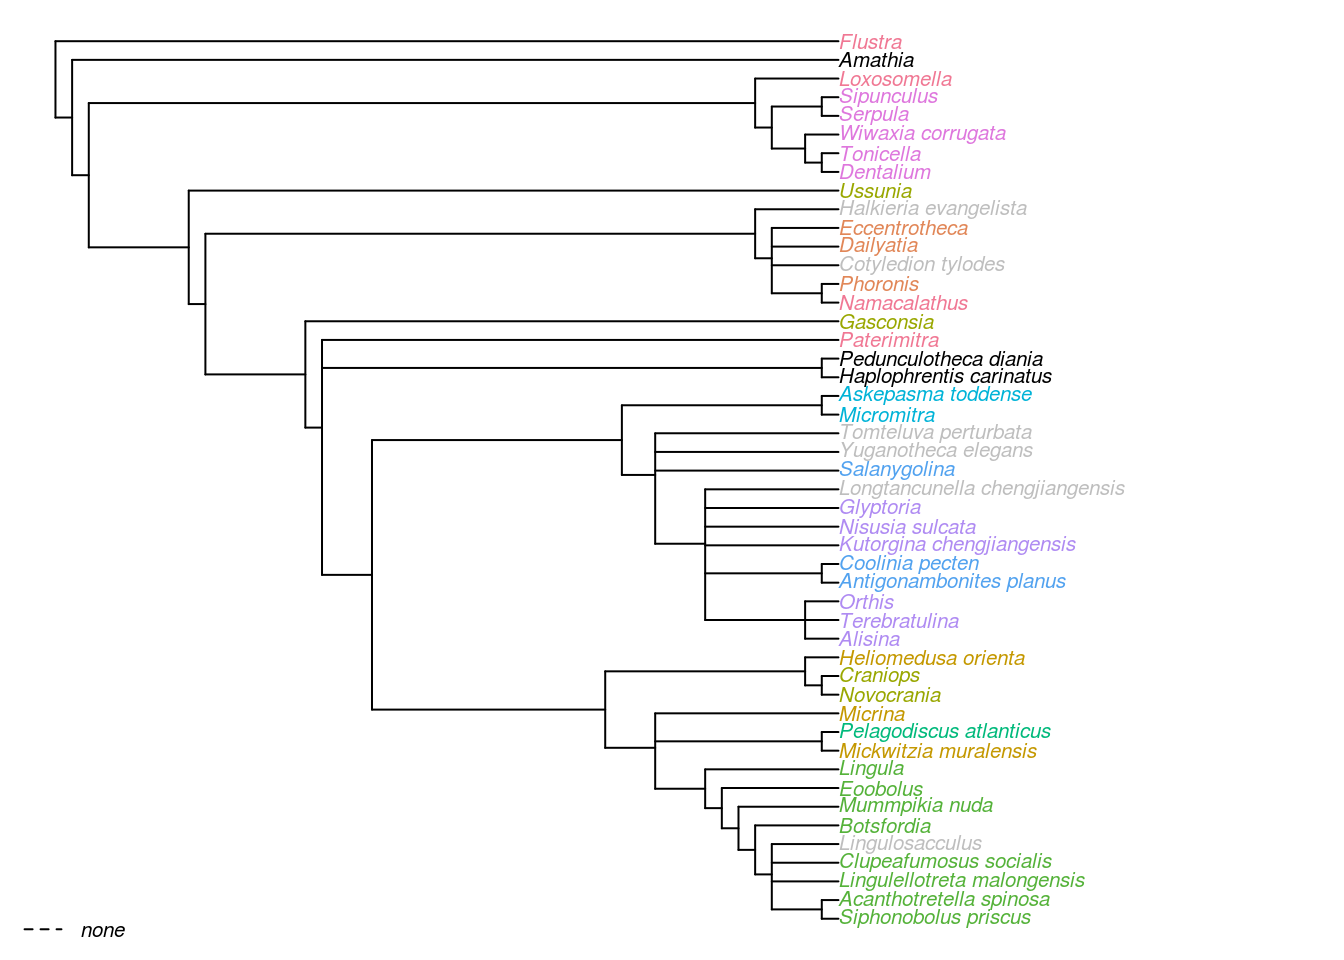 Flustra
Amathia
Loxosomella
Sipunculus
Serpula
Wiwaxia corrugata
Tonicella
Dentalium
Ussunia
Halkieria evangelista
Eccentrotheca
Dailyatia
Cotyledion tylodes
Phoronis
Namacalathus
Gasconsia
Paterimitra
Pedunculotheca diania
Haplophrentis carinatus
Askepasma toddense
Micromitra
Tomteluva perturbata
Yuganotheca elegans
Salanygolina
Longtancunella chengjiangensis
Glyptoria
Nisusia sulcata
Kutorgina chengjiangensis
Coolinia pecten
Antigonambonites planus
Orthis
Terebratulina
Alisina
Heliomedusa orienta
Craniops
Novocrania
Micrina
Pelagodiscus atlanticus
Mickwitzia muralensis
Lingula
Eoobolus
Mummpikia nuda
Botsfordia
Lingulosacculus
Clupeafumosus socialis
Lingulellotreta malongensis
Acanthotretella spinosa
Siphonobolus priscus
none